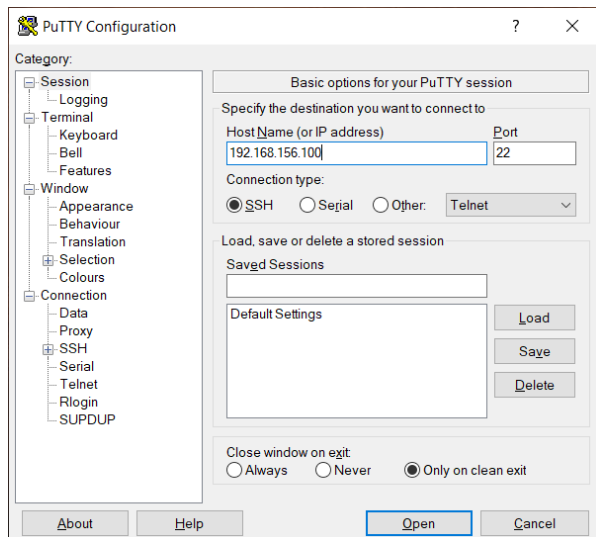 PuTTY Configuration
Category:
Session
Logging
Terminal
Keyboard
Bell
Features
Window
Appearance
Behaviour
Translation
Selection
Colours
Connection
Data
Proxy
SSH
Serial
Telnet
Rlogin
SUPDUP
Basic options for your PuTTY session
Specify the destination you want to connect to
Host Name (or IP address) Port
192.168.156.100 22
Connection type:
SSH Serial Other: Telnet
Load, save or delete a stored session
Saved Sessions
Default Settings
Load
Save
Delete
Close window on exit:
Always Never Only on clean exit
About Help Open Cancel